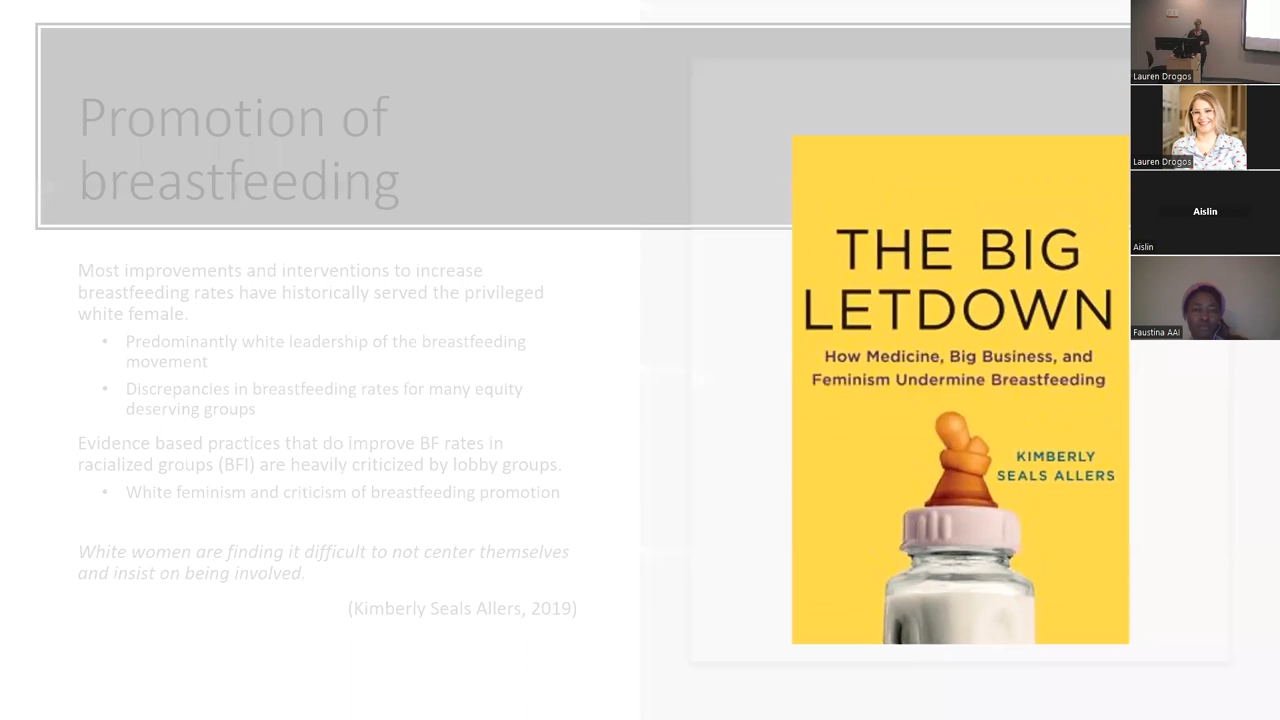 Promotion of
breastfeeding
Most improvements and interventions to increase
breastfeeding rates have historically served the privileged
white female.
• Predominantly white leadership of the breastfeeding
movement
• Discrepancies in breastfeeding rates for many equity
deserving groups
Evidence based practices that do improve BF rates in
racialized groups (BFI) are heavily criticized by lobby groups.
• White feminism and criticism of breastfeeding promotion
White women are finding it difficult to not center themselves
and insist on being involved.
(Kimberly Seals Allers, 2019)
THE BIG
LETDOWN
How Medicine, Big Business, and
Feminism Undermine Breastfeeding
KIMBERLY
SEALS ALLERS
Lauren Drogos
Lauren Drogos
Aislin
Aislin
Faustina AAI